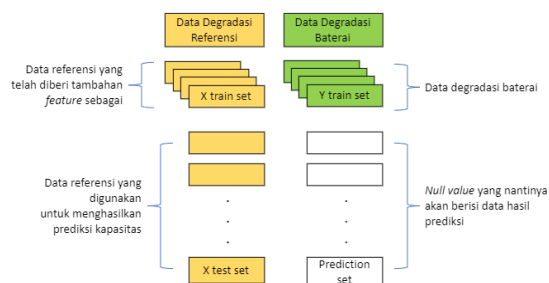 Data Degradasi
Referensi
Data Degradasi
Baterai
Data referensi yang
telah diberi tambahan
feature sebagai
X train set
Y train set
Data degradasi baterai
Data referensi yang
digunakan
untuk menghasilkan
prediksi kapasitas
Null value yang nantinya
akan berisi data hasil
prediksi
X test set
Prediction
set